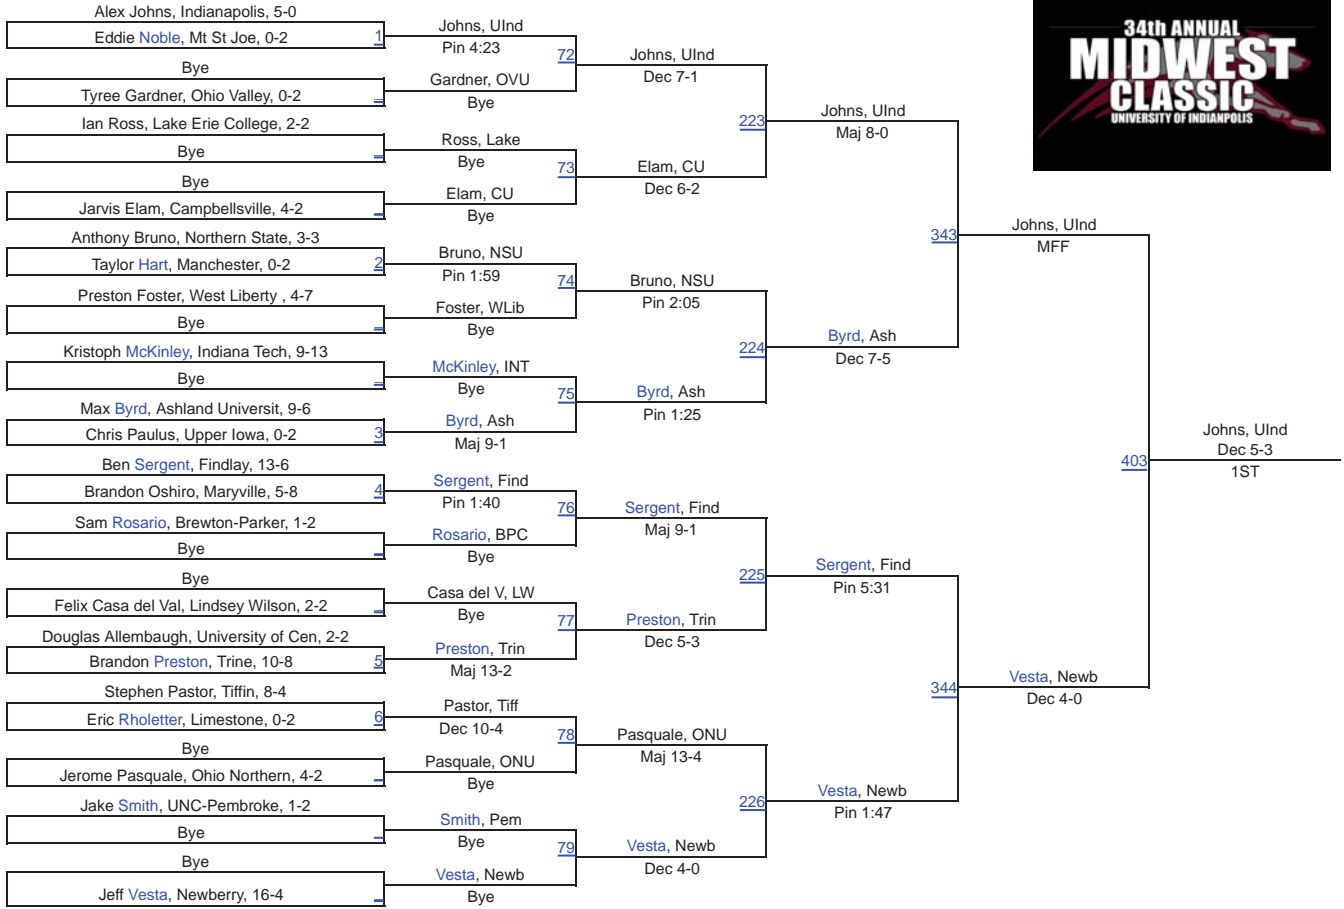 Alex Johns, Indianapolis, 5-0
Eddie Noble, Mt St Joe, 0-2
1
Bye
Tyree Gardner, Ohio Valley, 0-2
Ian Ross, Lake Erie College, 2-2
Bye
Bye
Jarvis Elam, Campbellsville, 4-2
Anthony Bruno, Northern State, 3-3
Taylor Hart, Manchester, 0-2
2
Preston Foster, West Liberty , 4-7
Bye
Kristoph McKinley, Indiana Tech, 9-13
Bye
Max Byrd, Ashland Universit, 9-6
Chris Paulus, Upper Iowa, 0-2
3
Ben Sergent, Findlay, 13-6
Brandon Oshiro, Maryville, 5-8
4
Sam Rosario, Brewton-Parker, 1-2
Bye
Bye
Felix Casa del Val, Lindsey Wilson, 2-2
Douglas Allembaugh, University of Cen, 2-2
Brandon Preston, Trine, 10-8
5
Stephen Pastor, Tiffin, 8-4
Eric Rholetter, Limestone, 0-2
6
Bye
Jerome Pasquale, Ohio Northern, 4-2
Jake Smith, UNC-Pembroke, 1-2
Bye
Bye
Jeff Vesta, Newberry, 16-4
Johns, UInd
Pin 4:23
72
Gardner, OVU
Bye
Ross, Lake
Bye
73
Elam, CU
Bye
Bruno, NSU
Pin 1:59
74
Foster, WLib
Bye
McKinley, INT
Bye
75
Byrd, Ash
Maj 9-1
Sergent, Find
Pin 1:40
76
Rosario, BPC
Bye
Casa del V, LW
Bye
77
Preston, Trin
Maj 13-2
Pastor, Tiff
Dec 10-4
78
Pasquale, ONU
Bye
Smith, Pem
Bye
79
Vesta, Newb
Bye
Johns, UInd
Dec 7-1
223
Elam, CU
Dec 6-2
Bruno, NSU
Pin 2:05
224
Byrd, Ash
Pin 1:25
Sergent, Find
Maj 9-1
225
Preston, Trin
Dec 5-3
Pasquale, ONU
Maj 13-4
226
Vesta, Newb
Dec 4-0
Johns, UInd
Maj 8-0
343
Byrd, Ash
Dec 7-5
Sergent, Find
Pin 5:31
344
Vesta, Newb
Pin 1:47
Johns, UInd
MFF
403
Vesta, Newb
Dec 4-0
Johns, UInd
Dec 5-3
1ST
34th ANNUAL
MIDWEST
CLASSIC
UNIVERSITY OF INDIANPOLIS